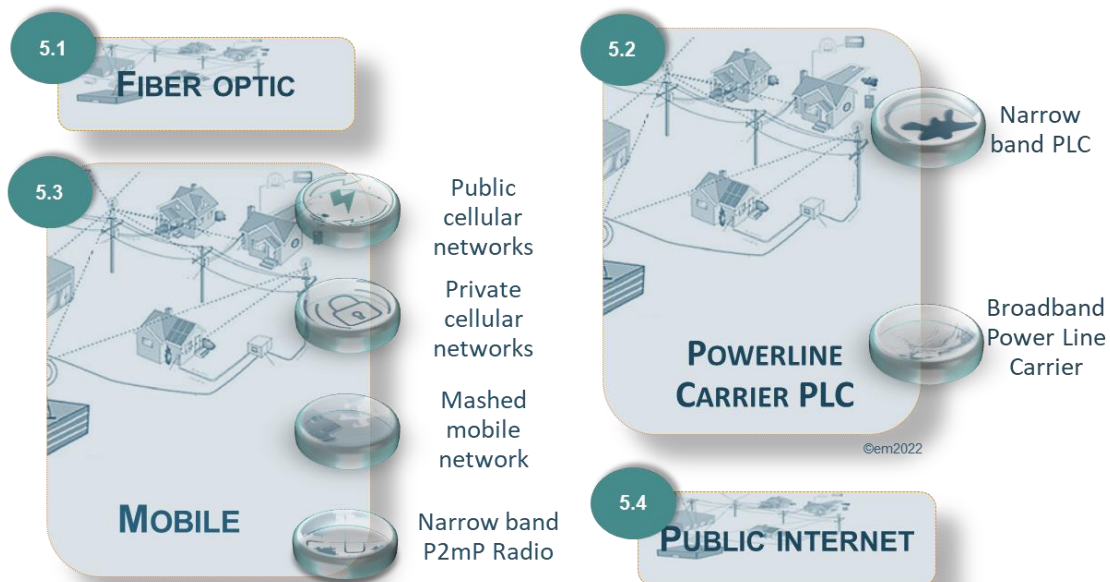 5.1
FIBER OPTIC
5.2
Narrow
band PLC
Broadband
Power Line
Carrier
POWERLINE
CARRIER PLC
©em2022
5.3
Public
cellular
networks
Private
cellular
networks
Mashed
mobile
network
Narrow band
P2mP Radio
MOBILE
5.4
PUBLIC INTERNET